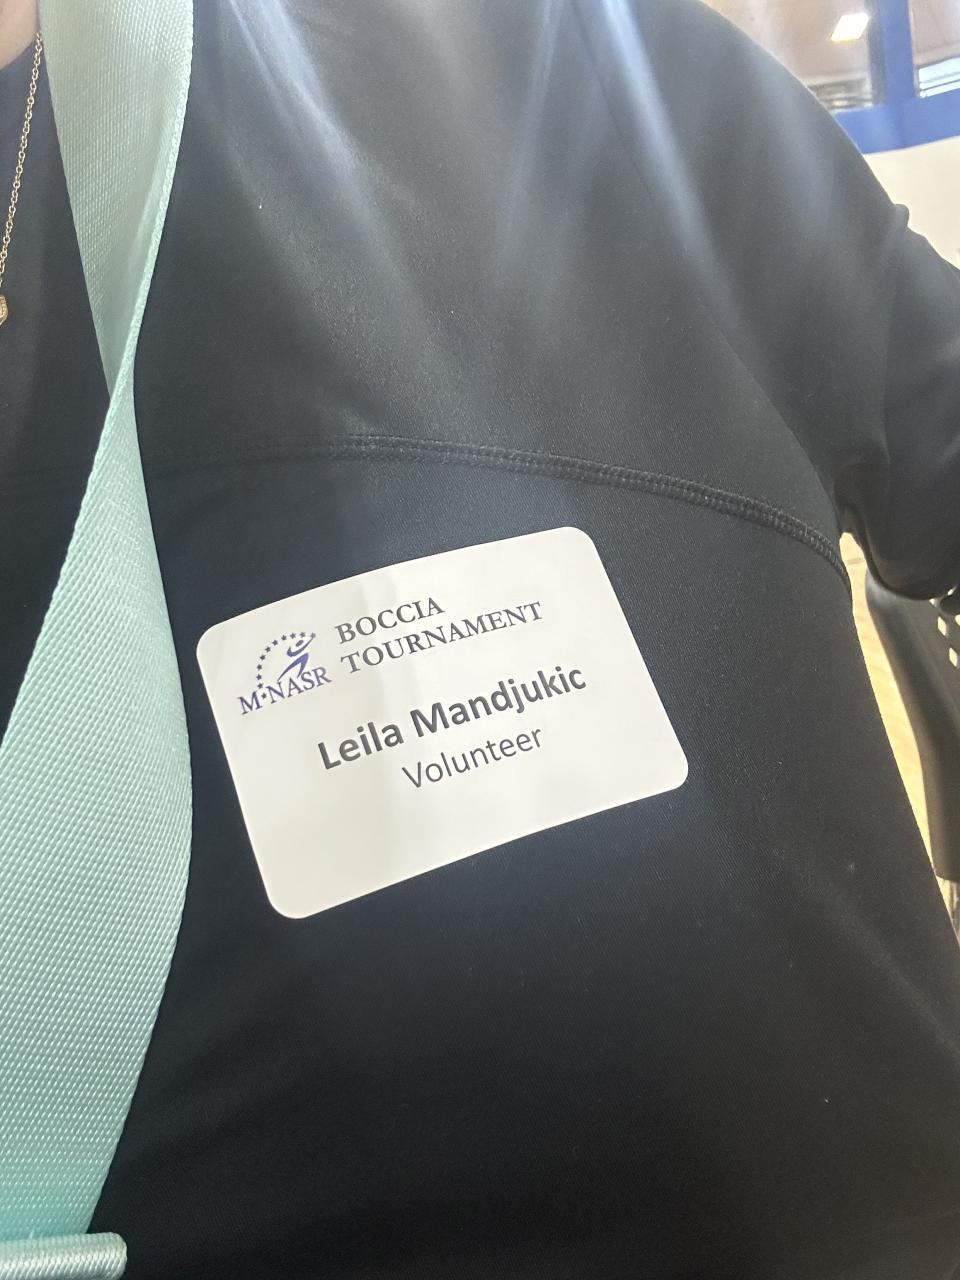 M·NASR
BOCCIA
TOURNAMENT
Leila Mandjukic
Volunteer